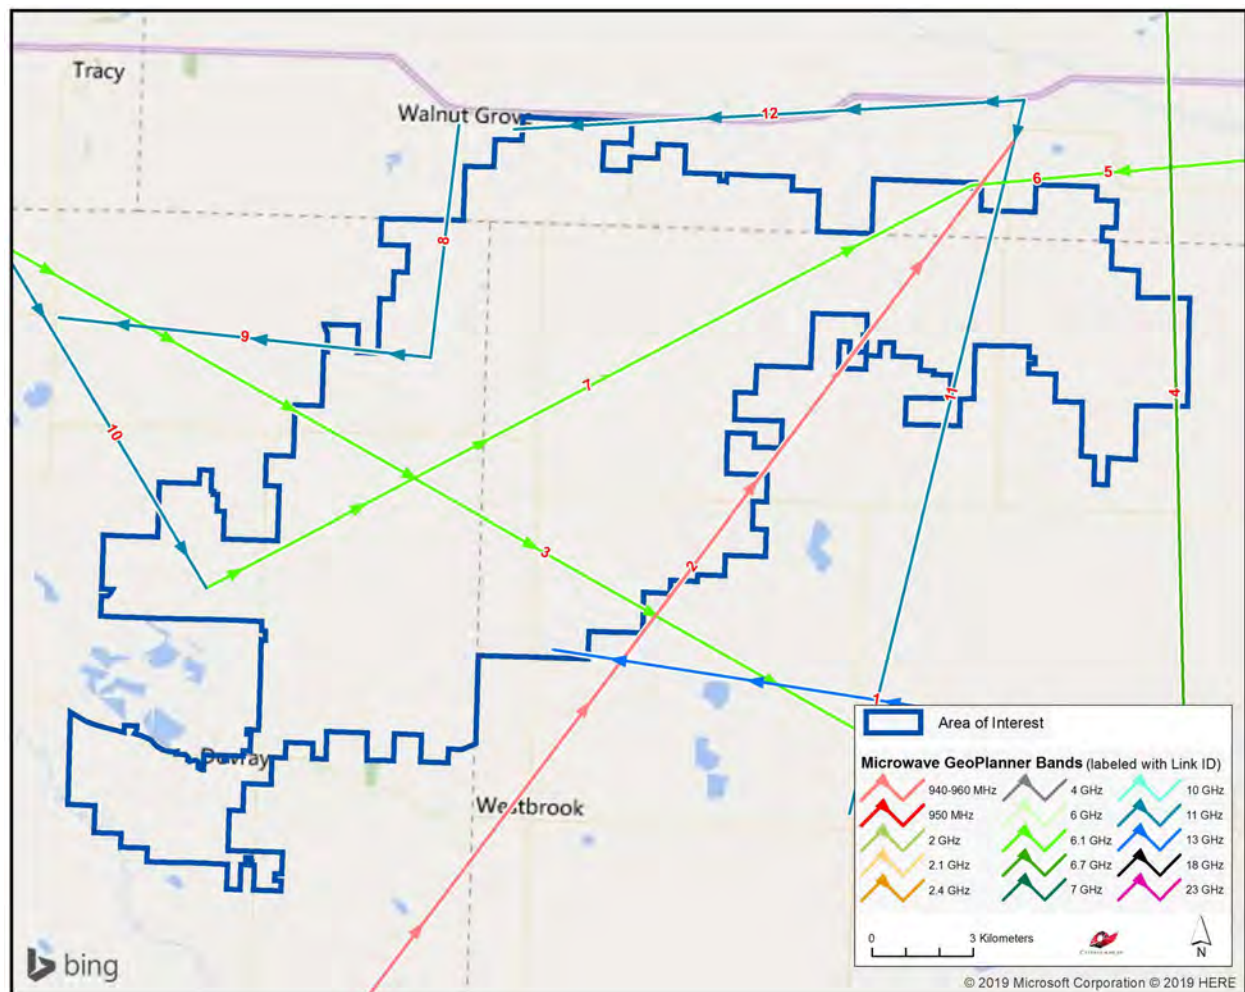 Tracy
Walnut Grove
12
5
6
8
9
7
4
11
10
3
2
1
Dovray
Westbrook
Area of Interest
Microwave GeoPlanner Bands (labeled with Link ID)
940-960 MHz
4 GHz
10 GHz
950 MHz
6 GHz
11 GHz
2 GHz
6.1 GHz
13 GHz
2.1 GHz
6.7 GHz
18 GHz
2.4 GHz
7 GHz
23 GHz
0
3 Kilometers
N
bing
© 2019 Microsoft Corporation © 2019 HERE